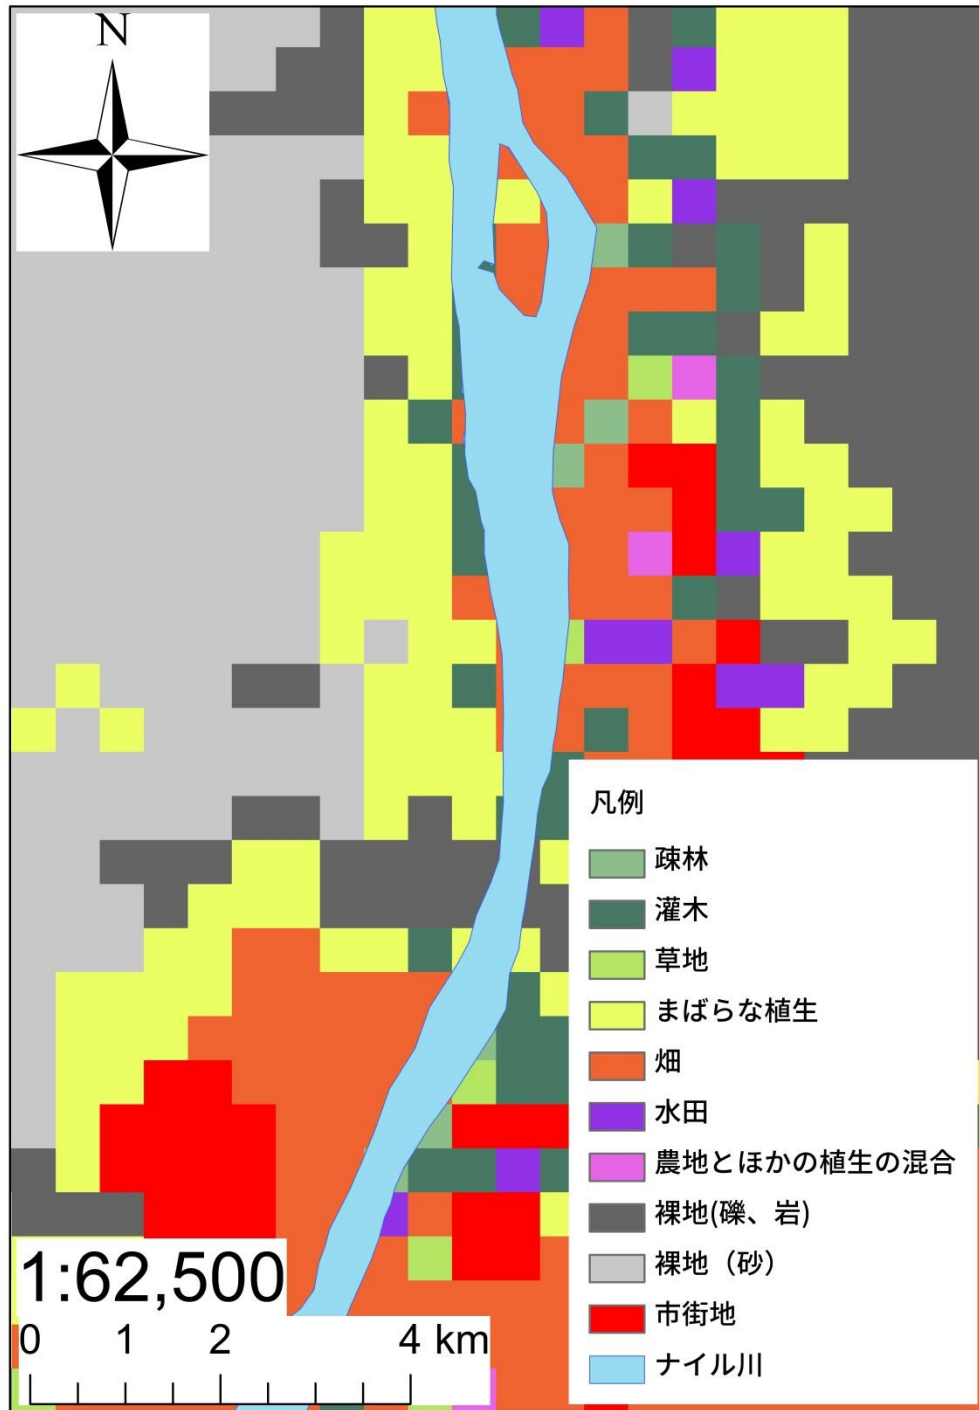 N
凡例
疎林
灌木
草地
まばらな植生
畑
水田
農地とほかの植生の混合
裸地(礫、岩)
裸地（砂）
市街地
ナイル川
1:62,500
0 1 2 4 km